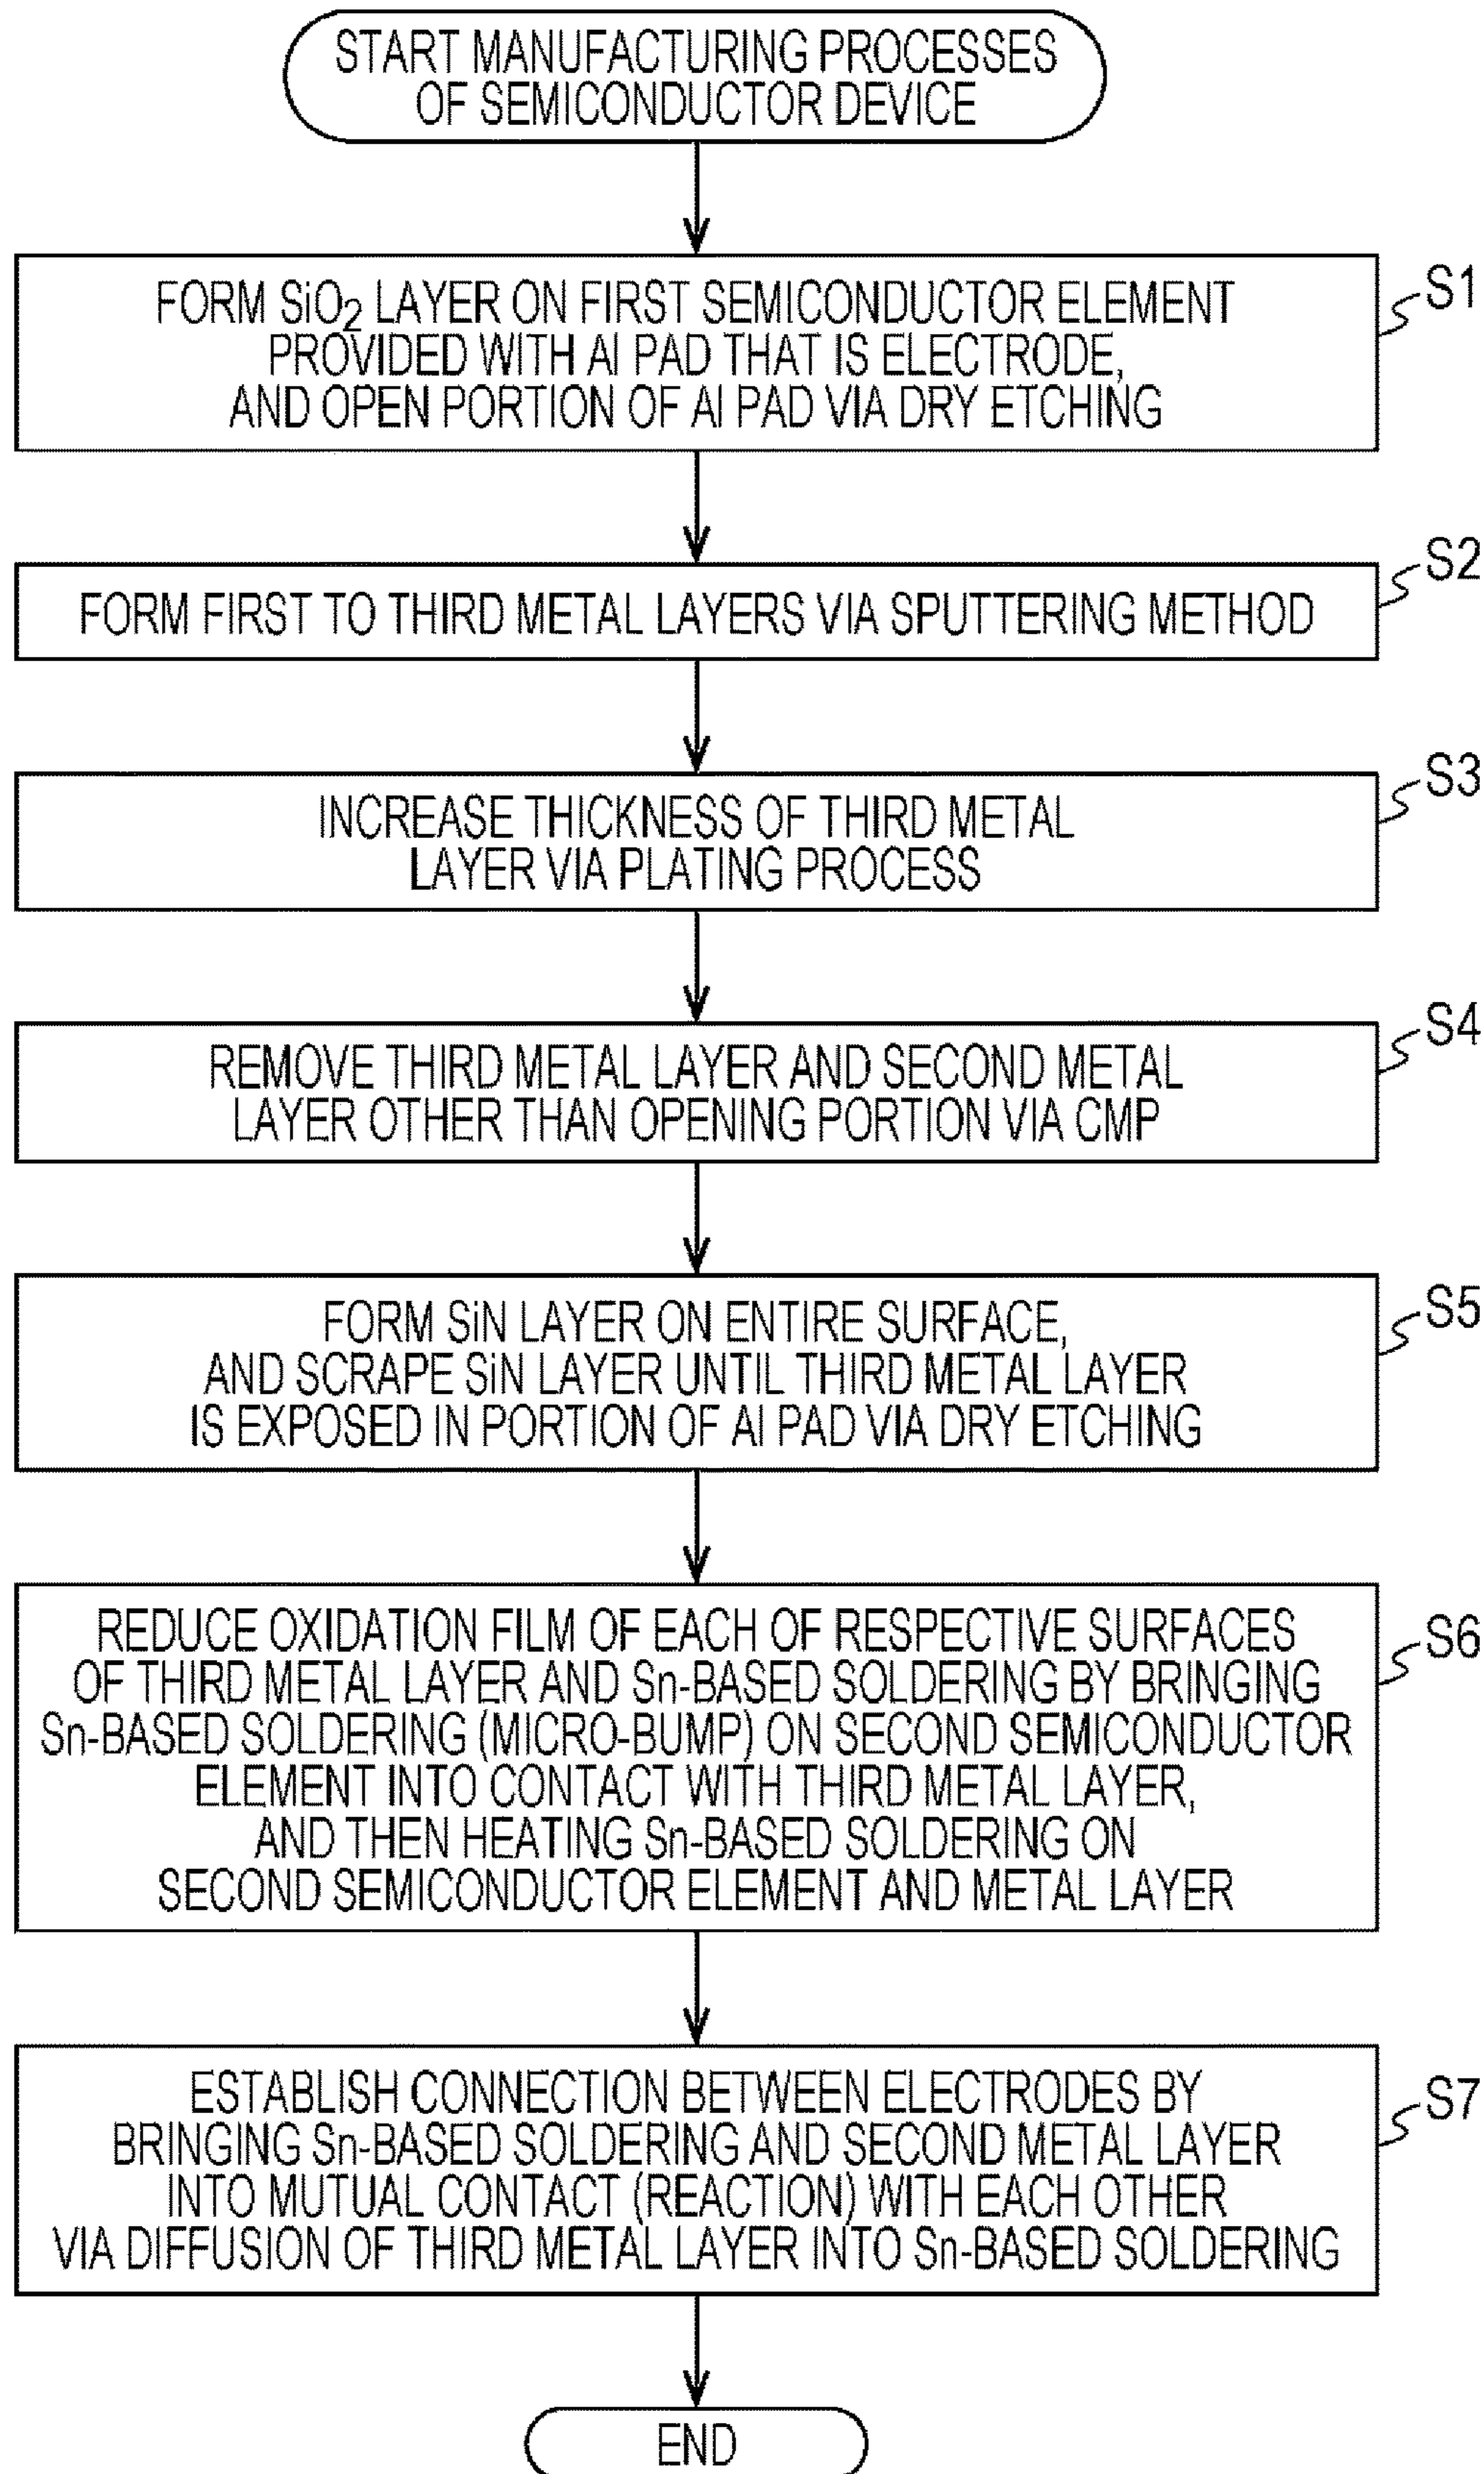 START MANUFACTURING PROCESSES
OF SEMICONDUCTOR DEVICE
S1
FORM SiO2 LAYER ON FIRST SEMICONDUCTOR ELEMENT
PROVIDED WITH Al PAD THAT IS ELECTRODE,
AND OPEN PORTION OF Al PAD VIA DRY ETCHING
S2
FORM FIRST TO THIRD METAL LAYERS VIA SPUTTERING METHOD
S3
INCREASE THICKNESS OF THIRD METAL
LAYER VIA PLATING PROCESS
S4
REMOVE THIRD METAL LAYER AND SECOND METAL
LAYER OTHER THAN OPENING PORTION VIA CMP
S5
FORM SiN LAYER ON ENTIRE SURFACE,
AND SCRAPE SiN LAYER UNTIL THIRD METAL LAYER
IS EXPOSED IN PORTION OF Al PAD VIA DRY ETCHING
S6
REDUCE OXIDATION FILM OF EACH OF RESPECTIVE SURFACES
OF THIRD METAL LAYER AND Sn-BASED SOLDERING BY BRINGING
Sn-BASED SOLDERING (MICRO-BUMP) ON SECOND SEMICONDUCTOR
ELEMENT INTO CONTACT WITH THIRD METAL LAYER,
AND THEN HEATING Sn-BASED SOLDERING ON
SECOND SEMICONDUCTOR ELEMENT AND METAL LAYER
S7
ESTABLISH CONNECTION BETWEEN ELECTRODES BY
BRINGING Sn-BASED SOLDERING AND SECOND METAL LAYER
INTO MUTUAL CONTACT (REACTION) WITH EACH OTHER
VIA DIFFUSION OF THIRD METAL LAYER INTO Sn-BASED SOLDERING
END